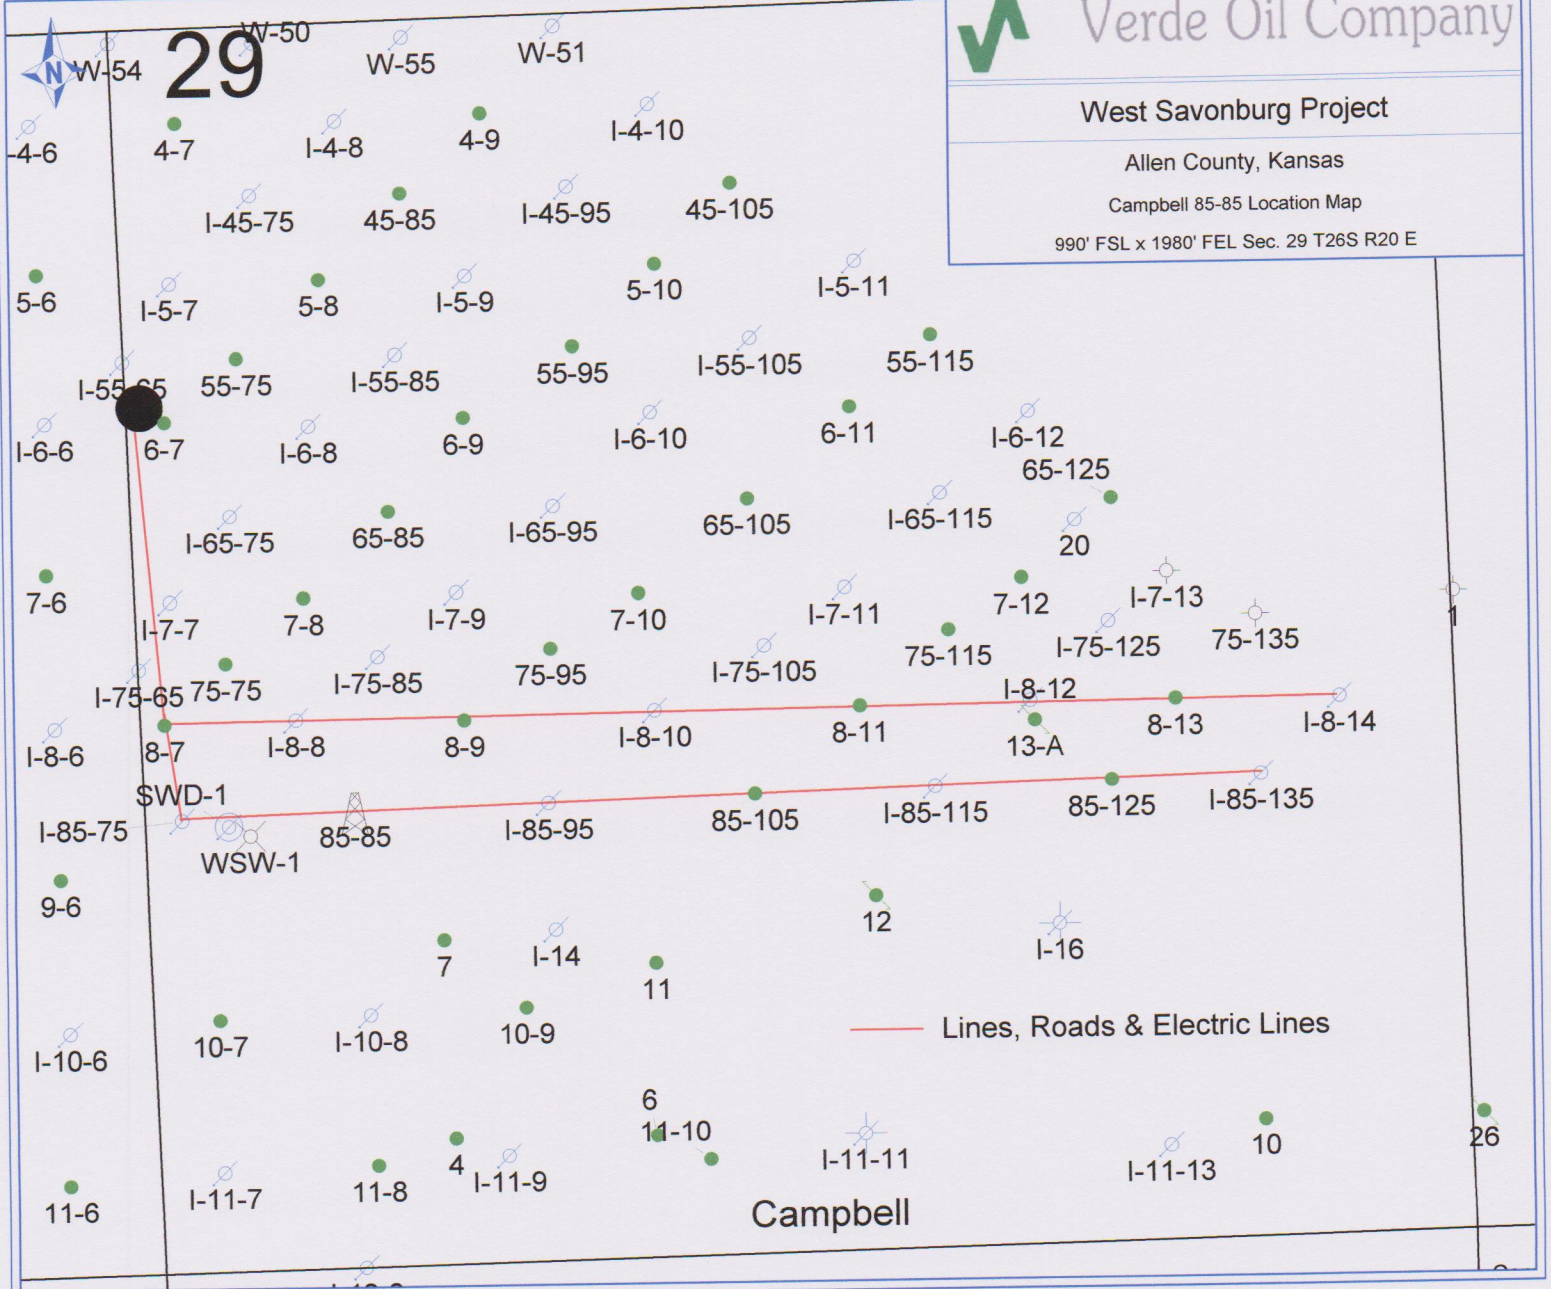 Verde Oil Company
West Savonburg Project
Allen County, Kansas
Campbell 85-85 Location Map
990' FSL x 1980' FEL Sec. 29 T26S R20 E
N
29
W-54
W-50
W-55
W-51
-4-6
4-7
I-4-8
4-9
I-4-10
I-45-75
45-85
I-45-95
45-105
5-6
I-5-7
5-8
I-5-9
5-10
I-5-11
I-55-65
55-75
I-55-85
55-95
I-55-105
55-115
I-6-6
6-7
I-6-8
6-9
I-6-10
6-11
I-6-12
65-125
I-65-75
65-85
I-65-95
65-105
I-65-115
20
7-6
I-7-7
7-8
I-7-9
7-10
I-7-11
7-12
I-7-13
1
I-75-65
75-75
I-75-85
75-95
I-75-105
75-115
I-75-125
75-135
I-8-12
I-8-6
8-7
I-8-8
8-9
I-8-10
8-11
13-A
8-13
I-8-14
SWD-1
I-85-75
WSW-1
85-85
I-85-95
85-105
I-85-115
85-125
I-85-135
9-6
12
7
I-14
11
I-16
I-10-6
10-7
I-10-8
10-9
Lines, Roads & Electric Lines
6
11-10
11-6
I-11-7
11-8
4
I-11-9
I-11-11
I-11-13
10
26
Campbell